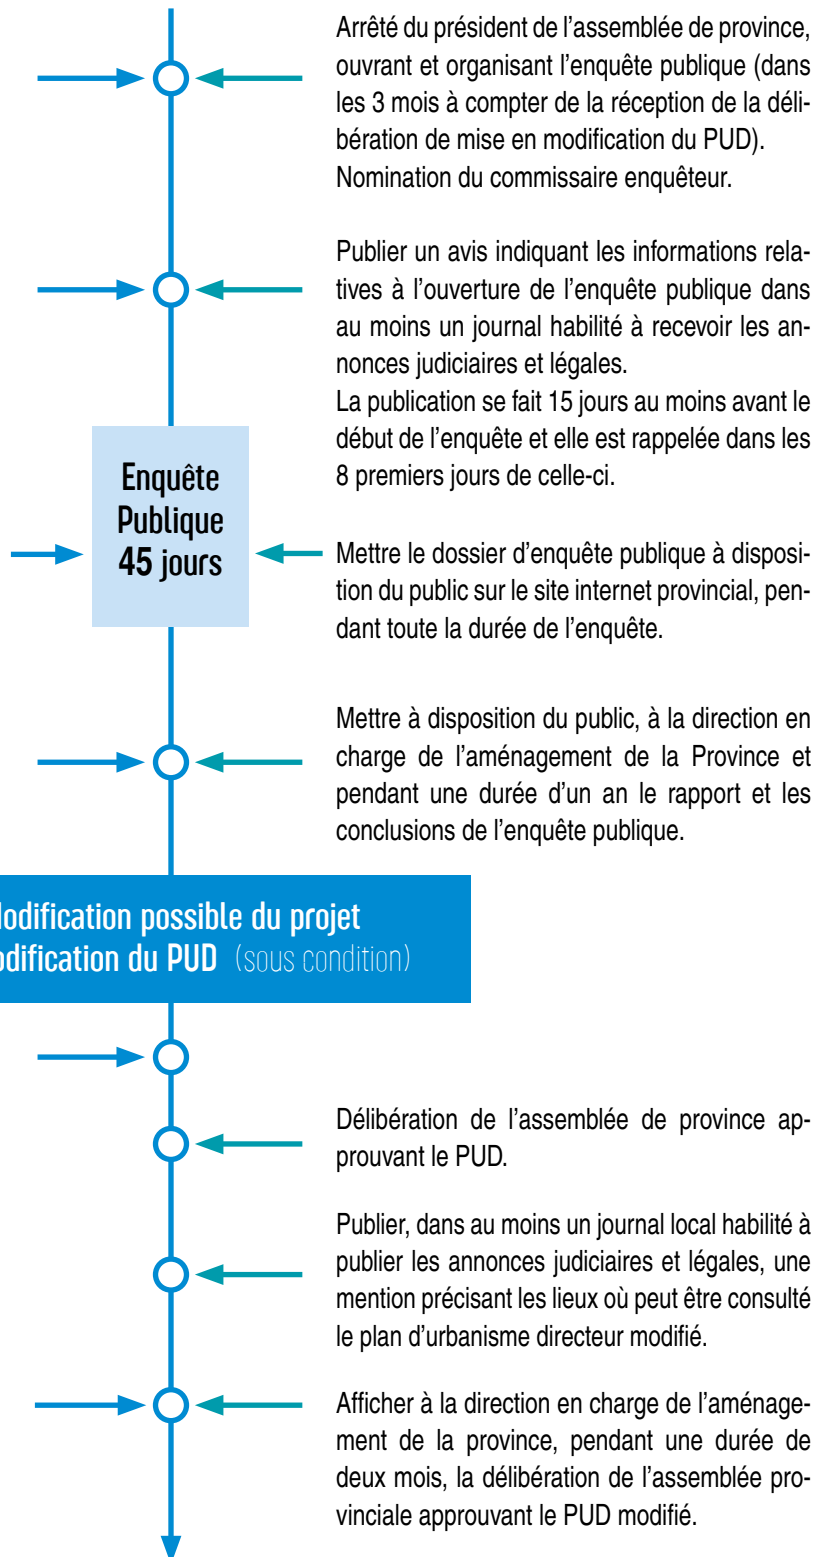 Arrêté du président de l'assemblée de province,
ouvrant et organisant l'enquête publique (dans
les 3 mois à compter de la réception de la déli-
bération de mise en modification du PUD).
Nomination du commissaire enquêteur.
Publier un avis indiquant les informations rela-
tives à l'ouverture de l'enquête publique dans
au moins un journal habilité à recevoir les an-
nonces judiciaires et légales.
La publication se fait 15 jours au moins avant le
début de l'enquête et elle est rappelée dans les
8 premiers jours de celle-ci.
Enquête
Publique
45 jours
Mettre le dossier d'enquête publique à disposi-
tion du public sur le site internet provincial, pen-
dant toute la durée de l'enquête.
Mettre à disposition du public, à la direction en
charge de l'aménagement de la Province et
pendant une durée d'un an le rapport et les
conclusions de l'enquête publique.
odification possible du projet
odification du PUD (sous condition)
Délibération de l'assemblée de province ap-
prouvant le PUD.
Publier, dans au moins un journal local habilité à
publier les annonces judiciaires et légales, une
mention précisant les lieux où peut être consulté
le plan d'urbanisme directeur modifié.
Afficher à la direction en charge de l'aménage-
ment de la province, pendant une durée de
deux mois, la délibération de l'assemblée pro-
vinciale approuvant le PUD modifié.